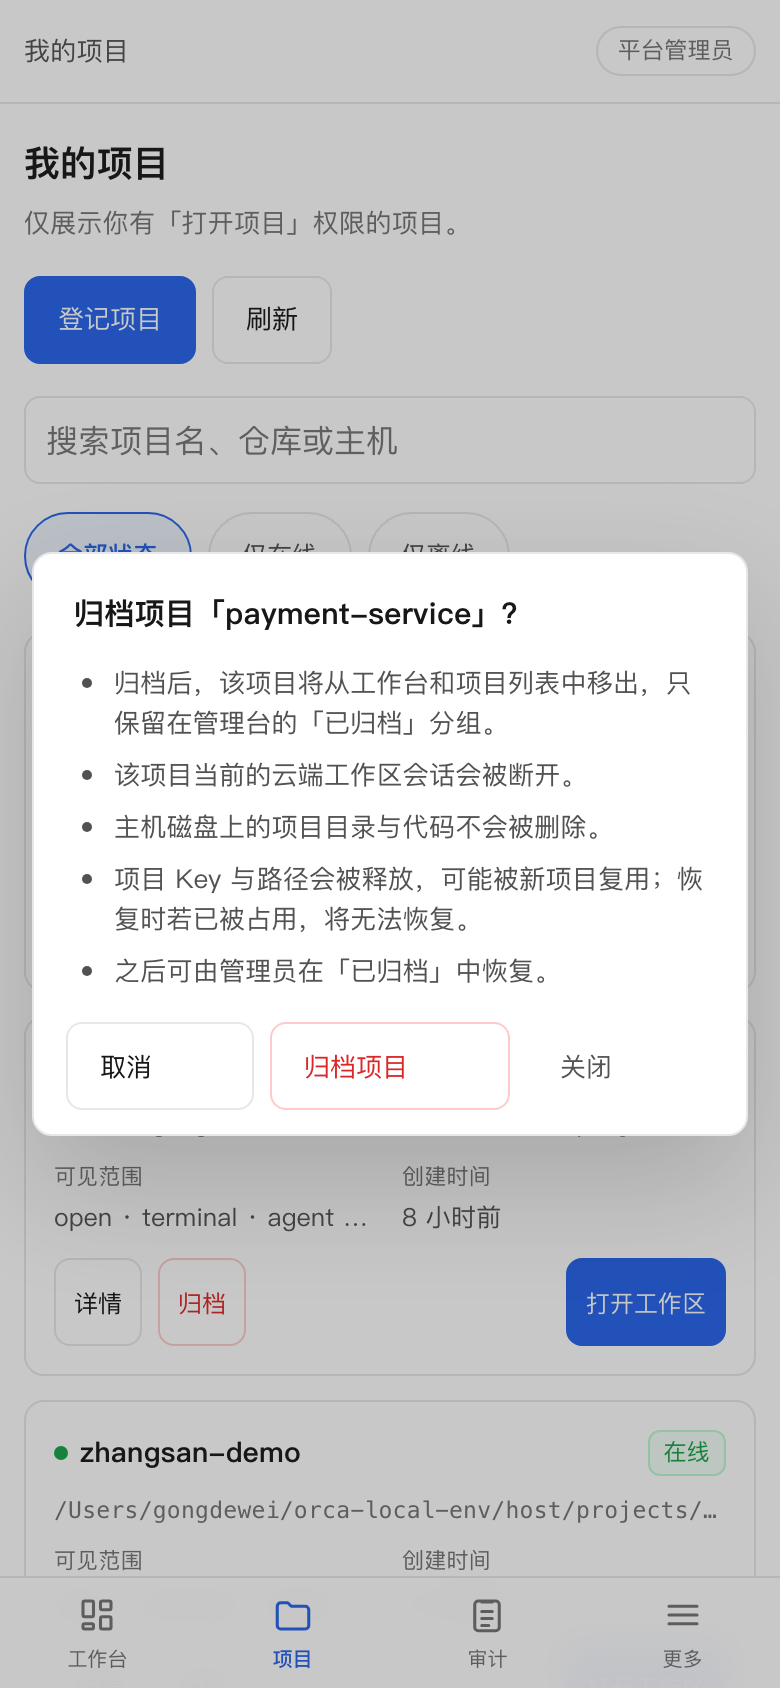 我的项目
平台管理员
我的项目
仅展示你有「打开项目」权限的项目。
登记项目
刷新
搜索项目名、仓库或主机
全部状态
仅在线
仅离线
归档项目「payment-service」?
归档后，该项目将从工作台和项目列表中移出，只
保留在管理台的「已归档」分组。
该项目当前的云端工作区会话会被断开。
主机磁盘上的项目目录与代码不会被删除。
项目 Key 与路径会被释放，可能被新项目复用；恢
复时若已被占用，将无法恢复。
之后可由管理员在「已归档」中恢复。
取消
归档项目
关闭
可见范围
创建时间
open · terminal · agent ...
8 小时前
详情
归档
打开工作区
zhangsan-demo
在线
/Users/gongdewei/orca-local-env/host/projects/…
可见范围
创建时间
工作台
项目
审计
更多